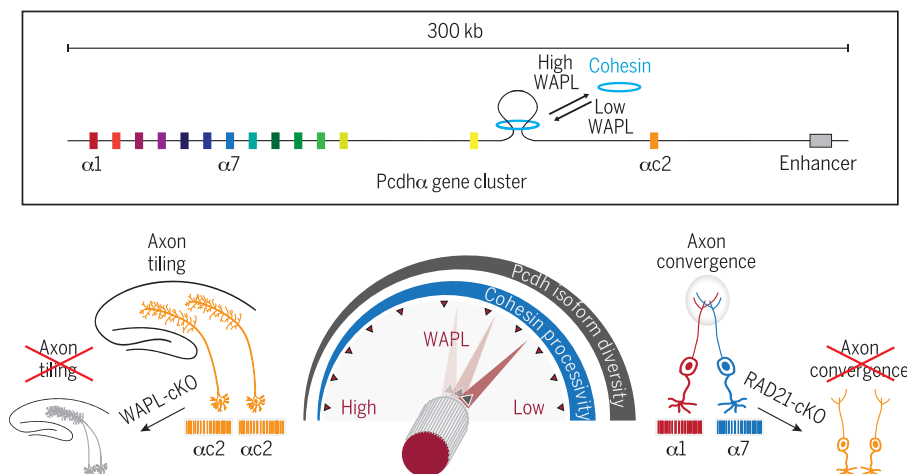 300 kb
High
WAPL
Cohesin
Low
WAPL
α1
α7
αc2
Enhancer
Pcdhα gene cluster
Axon
tiling
Axon
tiling
WAPL-cKO
αc2
αc2
Pcdh isoform diversity
Cohesin processivity
WAPL
High
Low
Axon
convergence
α1
α7
RAD21-cKO
Axon
convergence